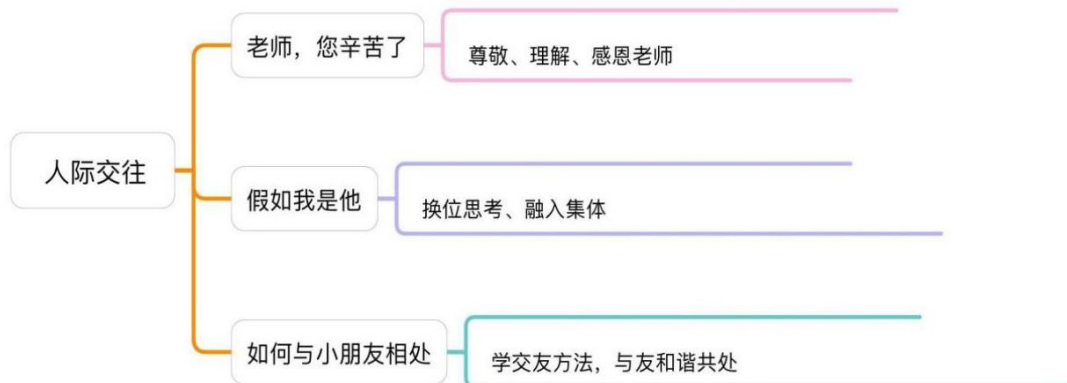 老师，您辛苦了
尊敬、理解、感恩老师
人际交往
假如我是他
换位思考、融入集体
如何与小朋友相处
学交友方法，与友和谐共处